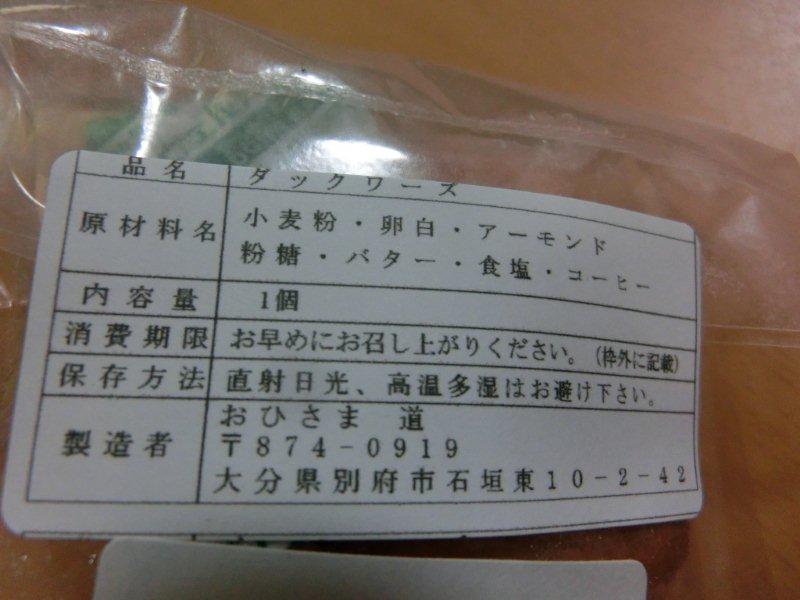 品名 ダックワーズ
原材料名 小麦粉・卵白・アーモンド
粉糖・バター・食塩・コーヒー
内容量 1個
消費期限 お早めにお召し上がりください。(枠外に記載)
保存方法 直射日光、高温多湿はお避け下さい。
製造者 おひさま 道
〒874-0919
大分県別府市石垣東10-2-42